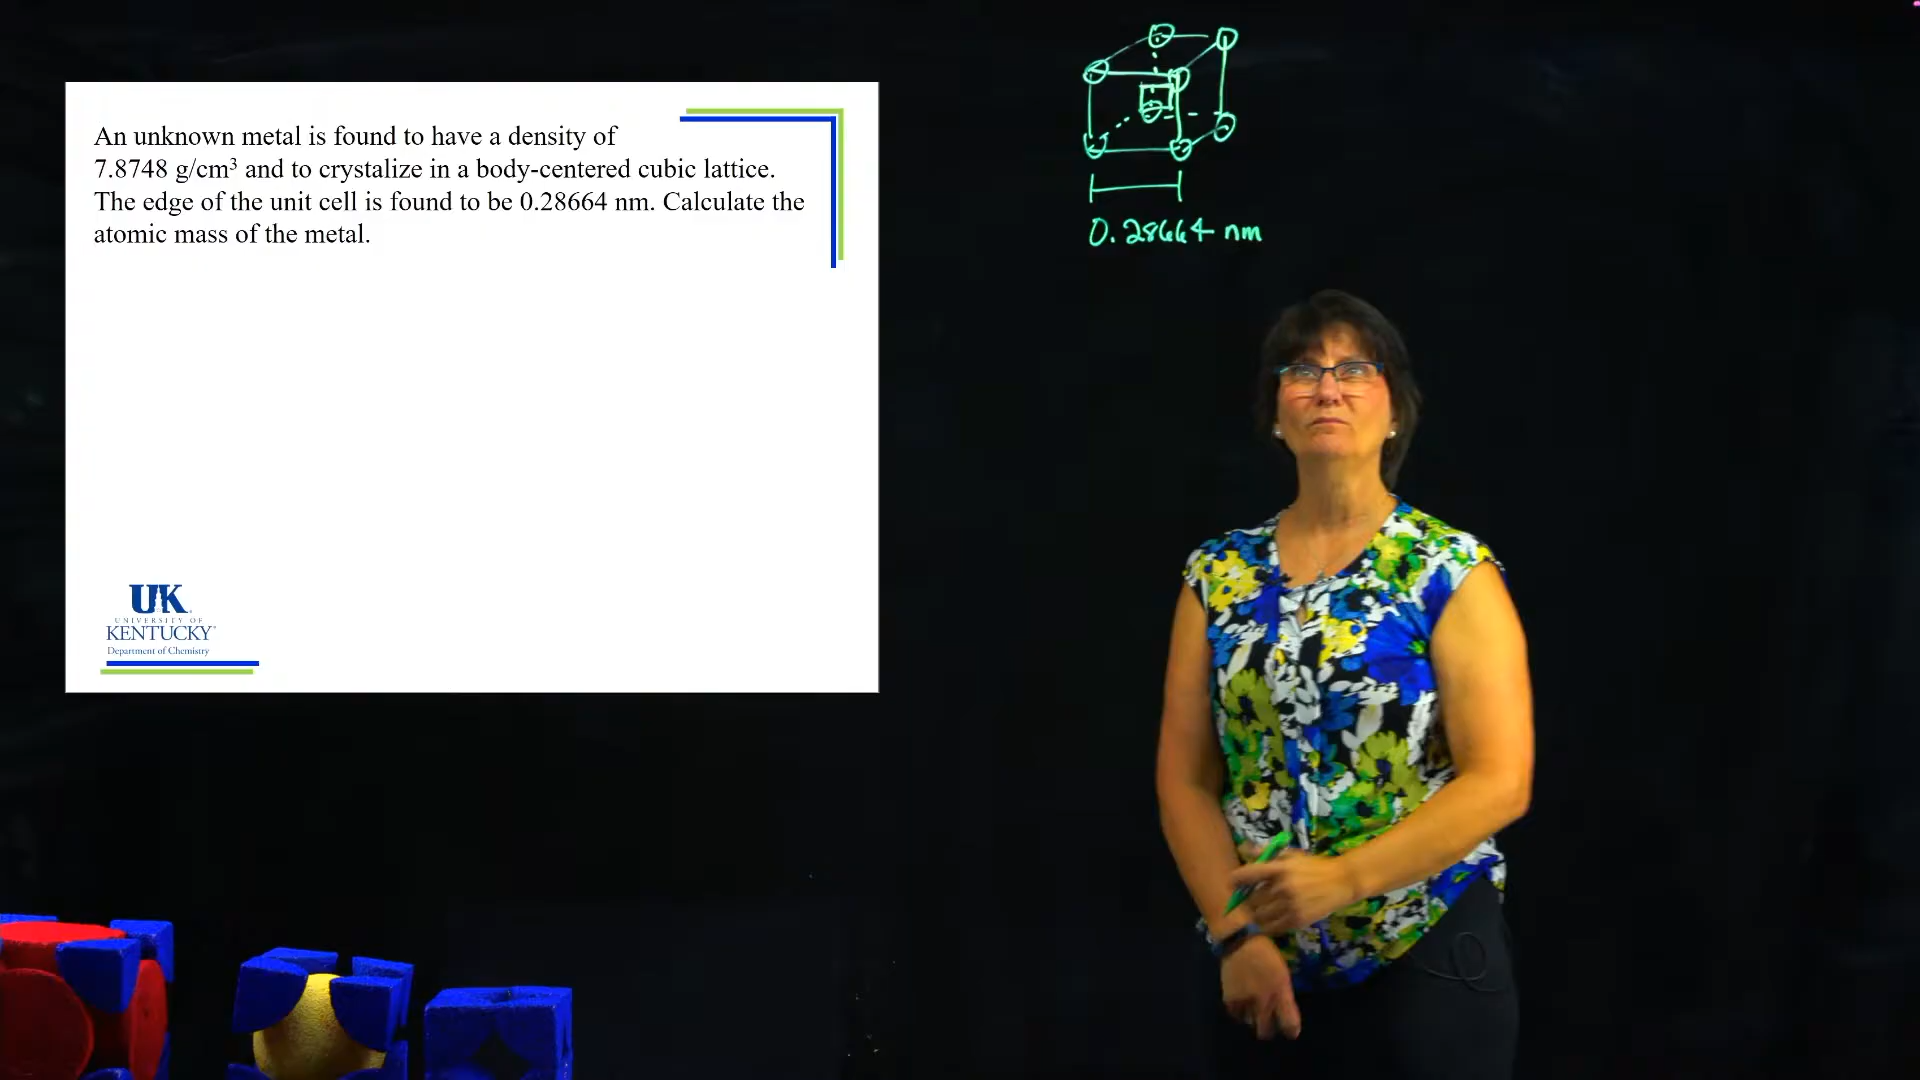 An unknown metal is found to have a density of
7.8748 g/cm³ and to crystalize in a body-centered cubic lattice.
The edge of the unit cell is found to be 0.28664 nm. Calculate the
atomic mass of the metal.
UK
UNIVERSITY OF
KENTUCKY
Department of Chemistry
0.28664 nm